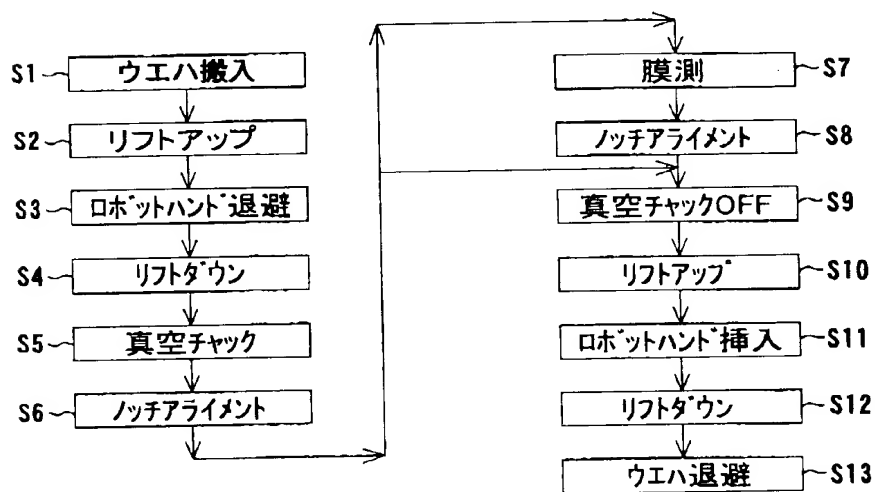 S1 ウエハ搬入
S2 リフトアップ
S3 ロボットハンド退避
S4 リフトダウン
S5 真空チャック
S6 ノッチアライメント
膜測 S7
ノッチアライメント S8
真空チャックOFF S9
リフトアップ S10
ロボットハンド挿入 S11
リフトダウン S12
ウエハ退避 S13